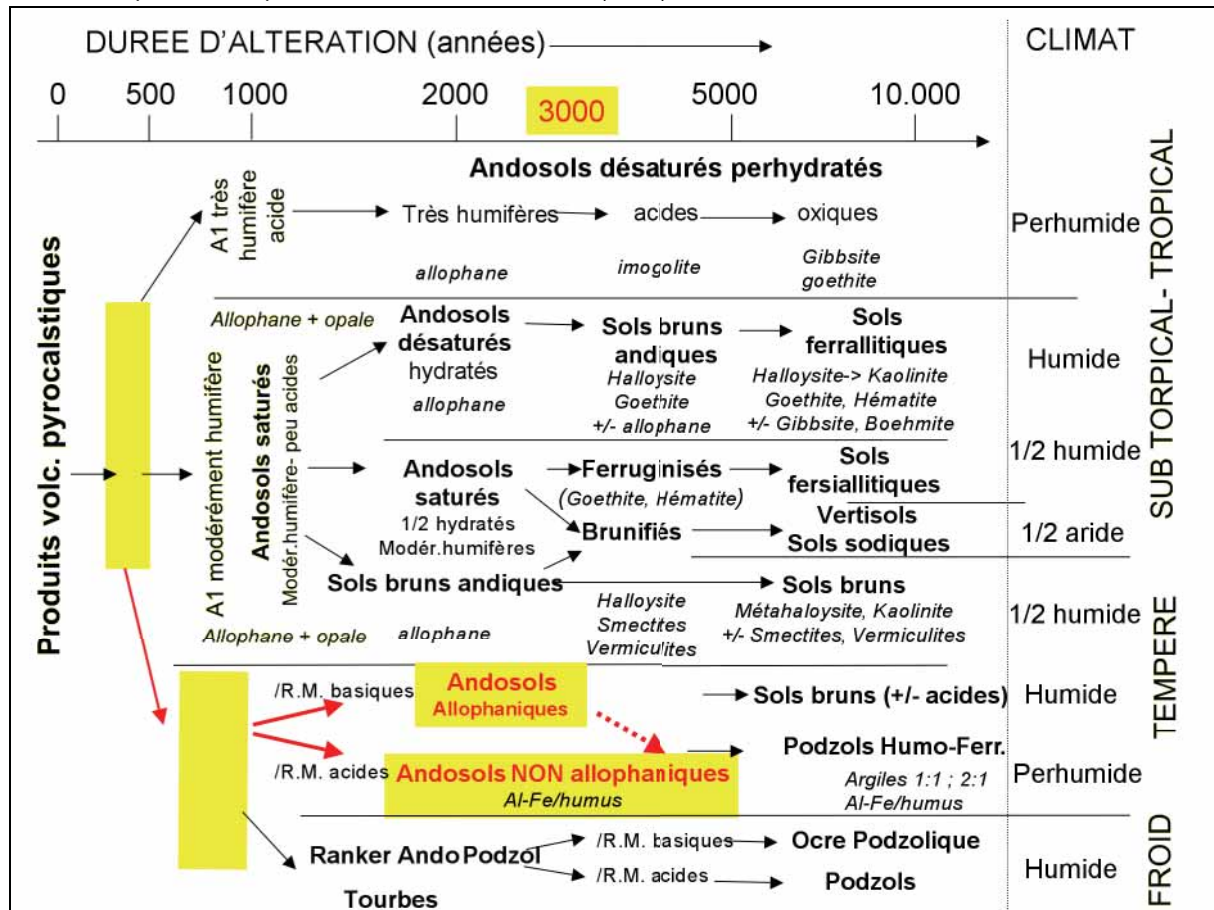 DUREE D'ALTERATION (années)
CLIMAT
0 500 1000 2000 3000 5000 10.000
Produits volc. pyrocalstiques
A1 très
humifère
acide
Andosols désaturés perhydratés
Très humifères
acides
oxiques
allophane
imogolite
Gibbsite
goethite
Perhumide
Allophane + opale
A1 modérément humifère
Andosols saturés
Modér.humifère- peu acides
Andosols
désaturés
hydratés
allophane
Sols bruns
andiques
Halloysite
Goethite
+/- allophane
Sols
ferrallitiques
Halloysite-> Kaolinite
Goethite, Hématite
+/- Gibbsite, Boehmite
Humide
Andosols
saturés
1/2 hydratés
Modér.humifères
Ferruginisés
(Goethite, Hématite)
Sols
fersiallitiques
1/2 humide
Brunifiés
Vertisols
Sols sodiques
1/2 aride
SUB TORPICAL- TROPICAL
Sols bruns andiques
Allophane + opale
allophane
Halloysite
Smectites
Vermiculites
Sols bruns
Métahaloysite, Kaolinite
+/- Smectites, Vermiculites
1/2 humide
/R.M. basiques
Andosols
Allophaniques
Sols bruns (+/- acides)
Humide
/R.M. acides
Andosols NON allophaniques
Al-Fe/humus
Podzols Humo-Ferr.
Argiles 1:1 ; 2:1
Al-Fe/humus
Perhumide
TEMPERE
Ranker Ando Podzol
Tourbes
/R.M. basiques
Ocre Podzolique
/R.M. acides
Podzols
Humide
FROID